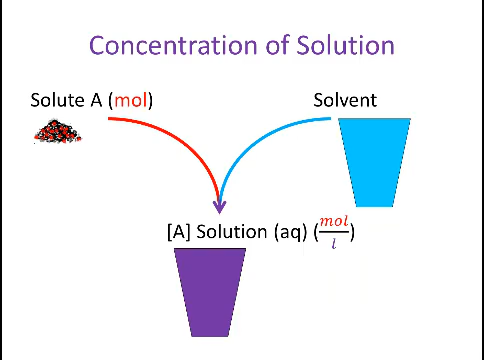 Concentration of Solution
Solute A (mol)
Solvent
[A] Solution (aq) (mol/l)